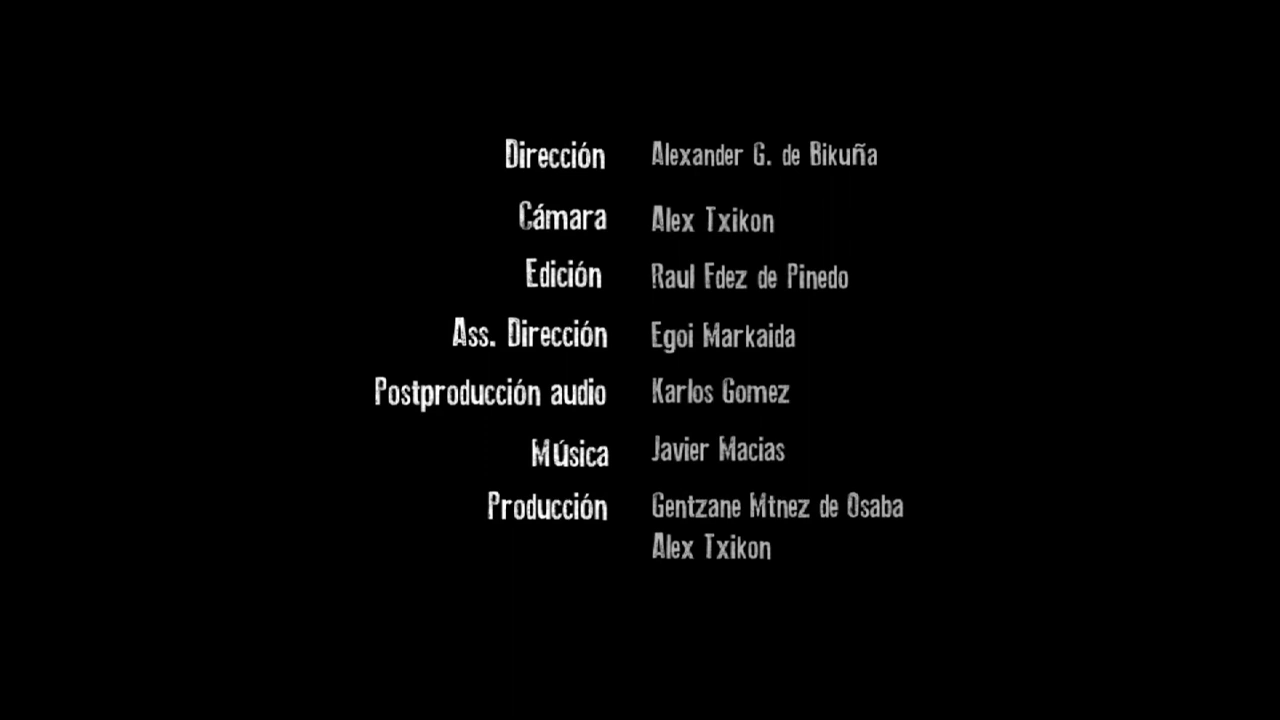 Dirección Alexander G. de Bikuña
Cámara Alex Txikon
Edición Raul Fdez de Pinedo
Ass. Dirección Egoi Markaida
Postproducción audio Karlos Gomez
Música Javier Macias
Producción Gentzane Mtnez de Osaba
Alex Txikon